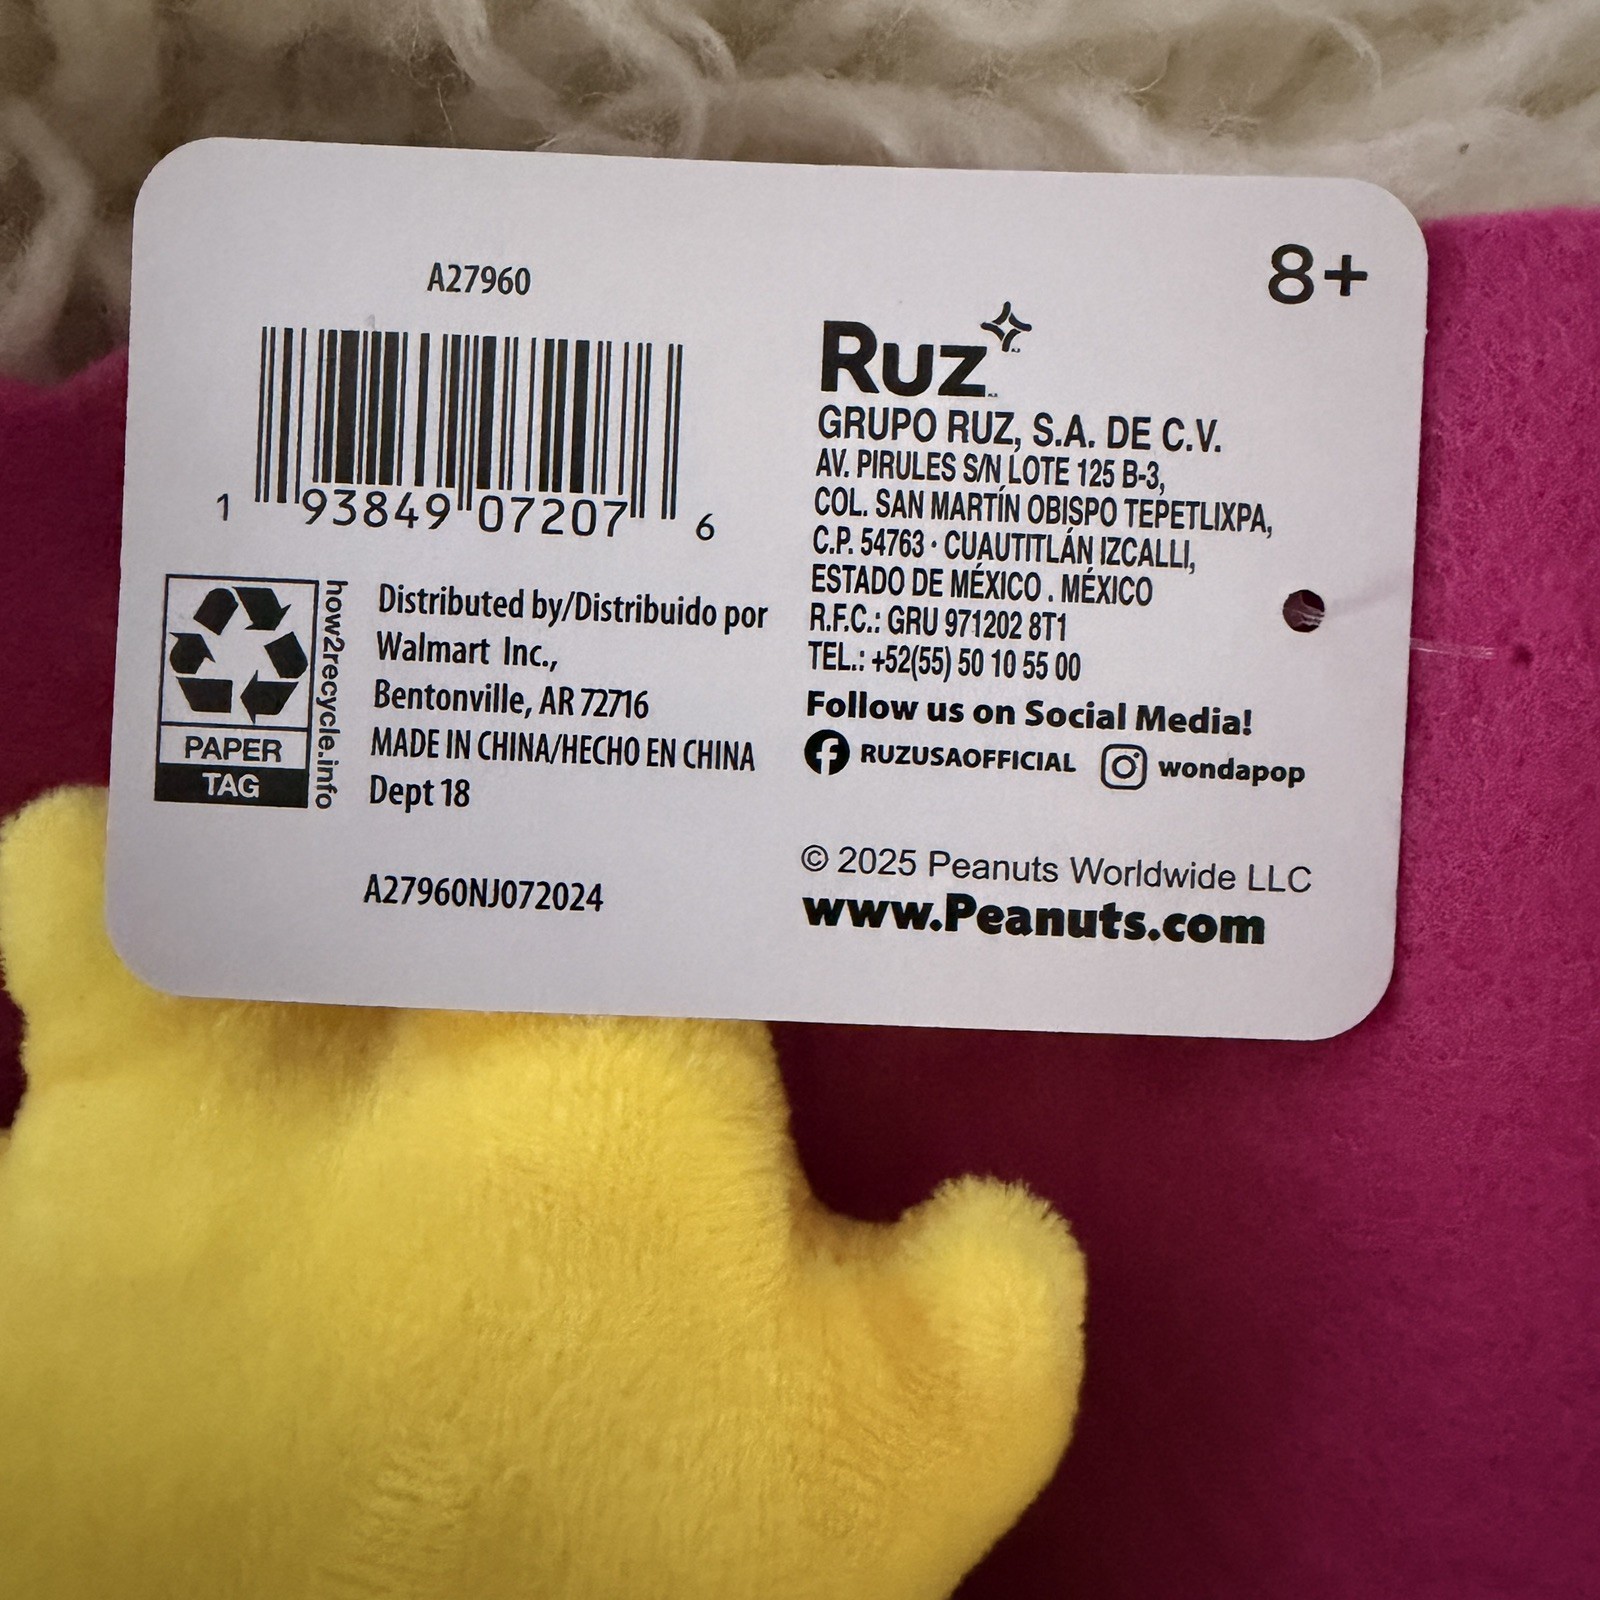 A27960
1 93849 07207 6
PAPER
TAG
how2recycle.info
Distributed by/Distribuido por
Walmart Inc.,
Bentonville, AR 72716
MADE IN CHINA/HECHO EN CHINA
Dept 18
A27960NJ072024
8+
Ruz
GRUPO RUZ, S.A. DE C.V.
AV. PIRULES S/N LOTE 125 B-3,
COL. SAN MARTÍN OBISPO TEPETLIXPA,
C.P. 54763 · CUAUTITLÁN IZCALLI,
ESTADO DE MÉXICO . MÉXICO
R.F.C.: GRU 971202 8T1
TEL.: +52(55) 50 10 55 00
Follow us on Social Media!
RUZUSAOFFICIAL wondapop
© 2025 Peanuts Worldwide LLC
www.Peanuts.com